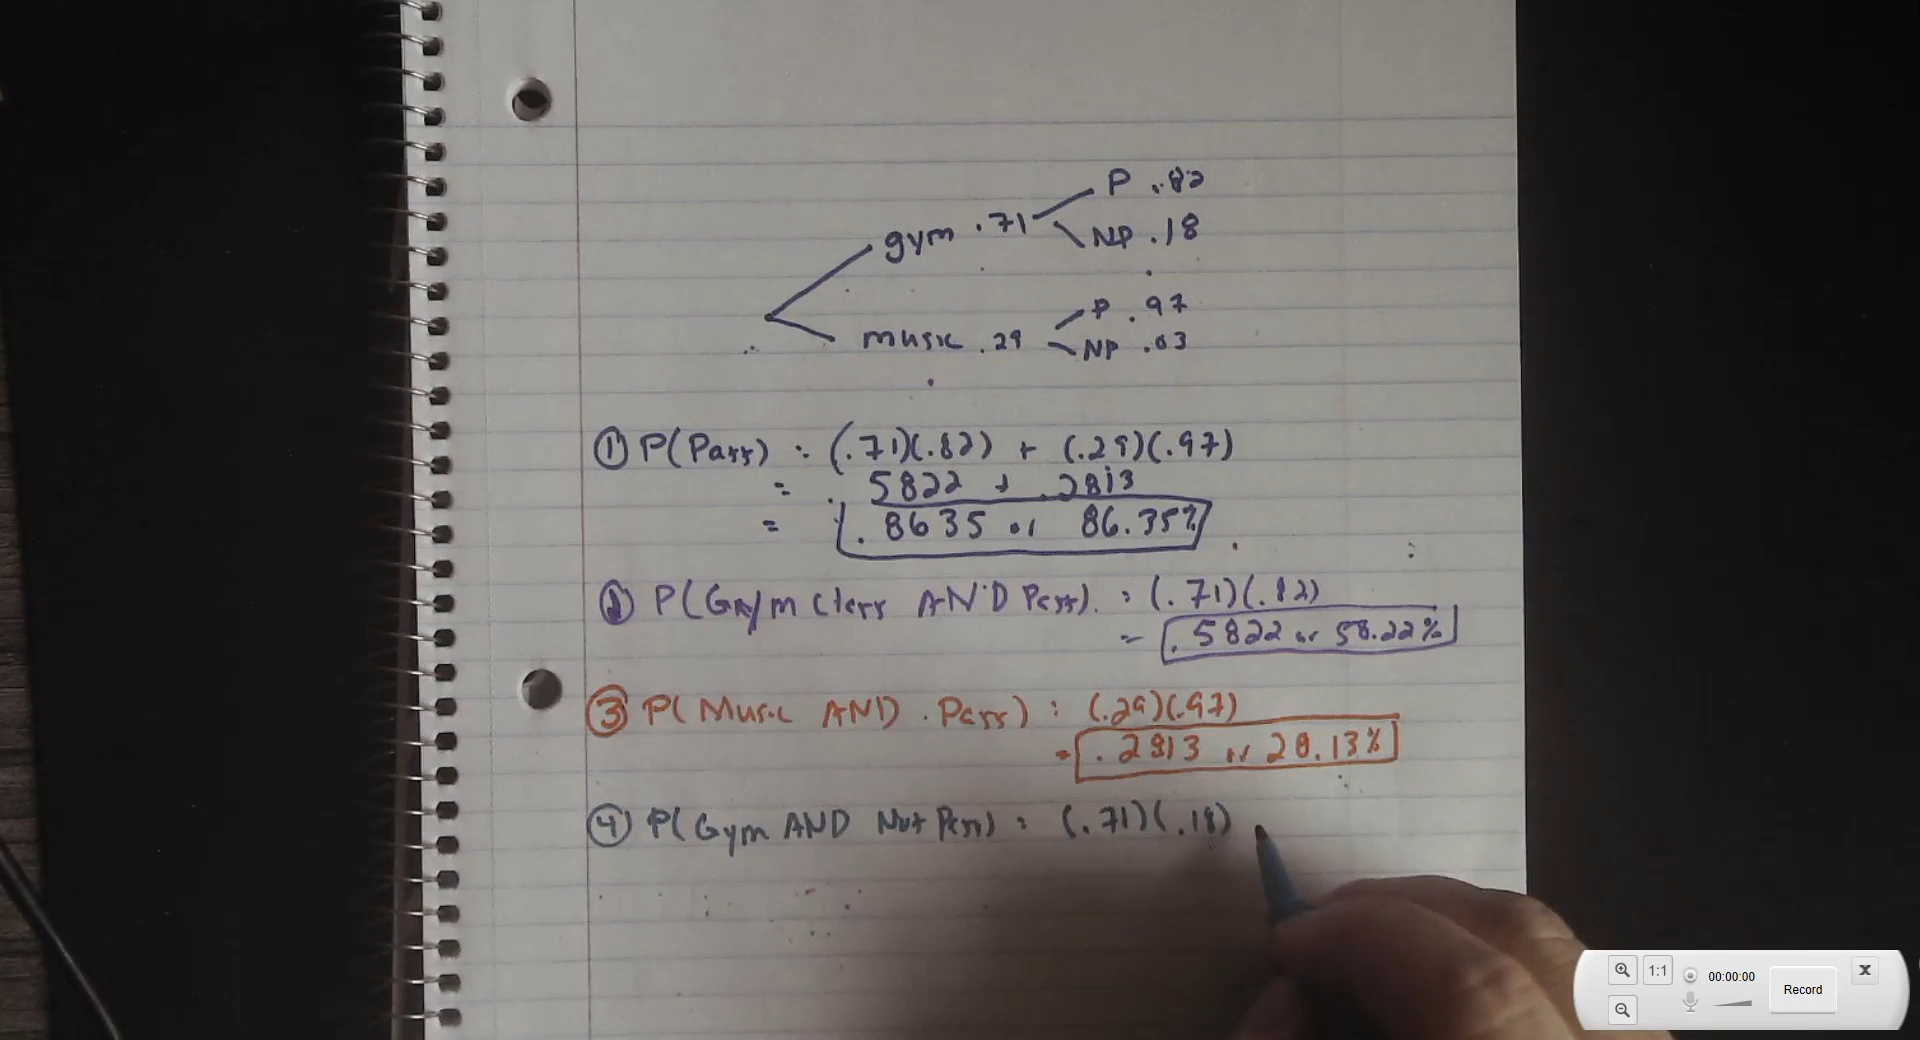 P .82
gym .71
NP .18
P .97
music .29
NP .03
① P(Pass) = (.71)(.82) + (.29)(.97)
= .5822 + .2813
= .8635 or 86.35%
② P(Gym Class AND Pass) = (.71)(.82)
= .5822 or 58.22%
③ P(Music AND Pass) = (.29)(.97)
= .2813 or 28.13%
④ P(Gym AND Not Pass) = (.71)(.18)
1:1
00:00:00
Record
X